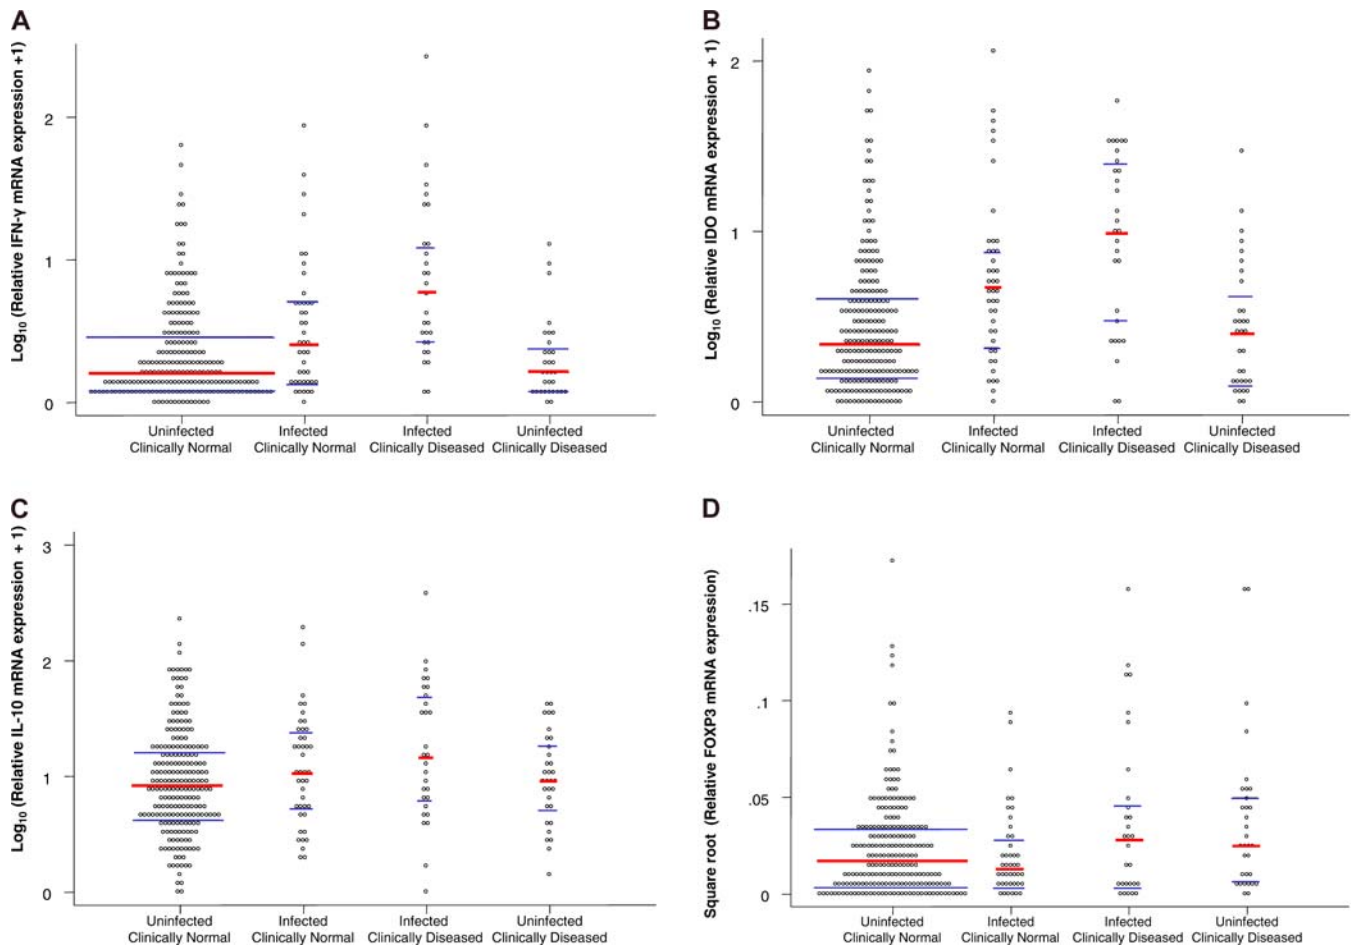 A
Log10 (Relative IFN-γ mRNA expression +1)
2
1
0
Uninfected
Clinically Normal
Infected
Clinically Normal
Infected
Clinically Diseased
Uninfected
Clinically Diseased
B
Log10 (Relative IDO mRNA expression + 1)
2
1
0
Uninfected
Clinically Normal
Infected
Clinically Normal
Infected
Clinically Diseased
Uninfected
Clinically Diseased
C
Log10 (Relative IL-10 mRNA expression + 1)
3
2
1
0
Uninfected
Clinically Normal
Infected
Clinically Normal
Infected
Clinically Diseased
Uninfected
Clinically Diseased
D
Square root (Relative FOXP3 mRNA expression)
.15
.1
.05
0
Uninfected
Clinically Normal
Infected
Clinically Normal
Infected
Clinically Diseased
Uninfected
Clinically Diseased